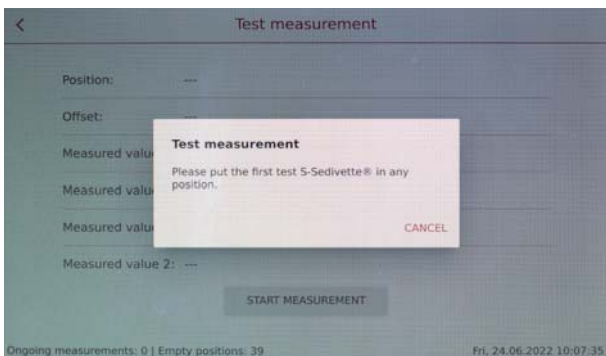 Test measurement
Position: ---
Offset: ---
Measured valu
Test measurement
Please put the first test S-Sedivette® in any
position.
Measured valu
Measured valu
CANCEL
Measured value 2: ---
START MEASUREMENT
Ongoing measurements: 0 | Empty positions: 39
Fri, 24.06.2022 10:07:35